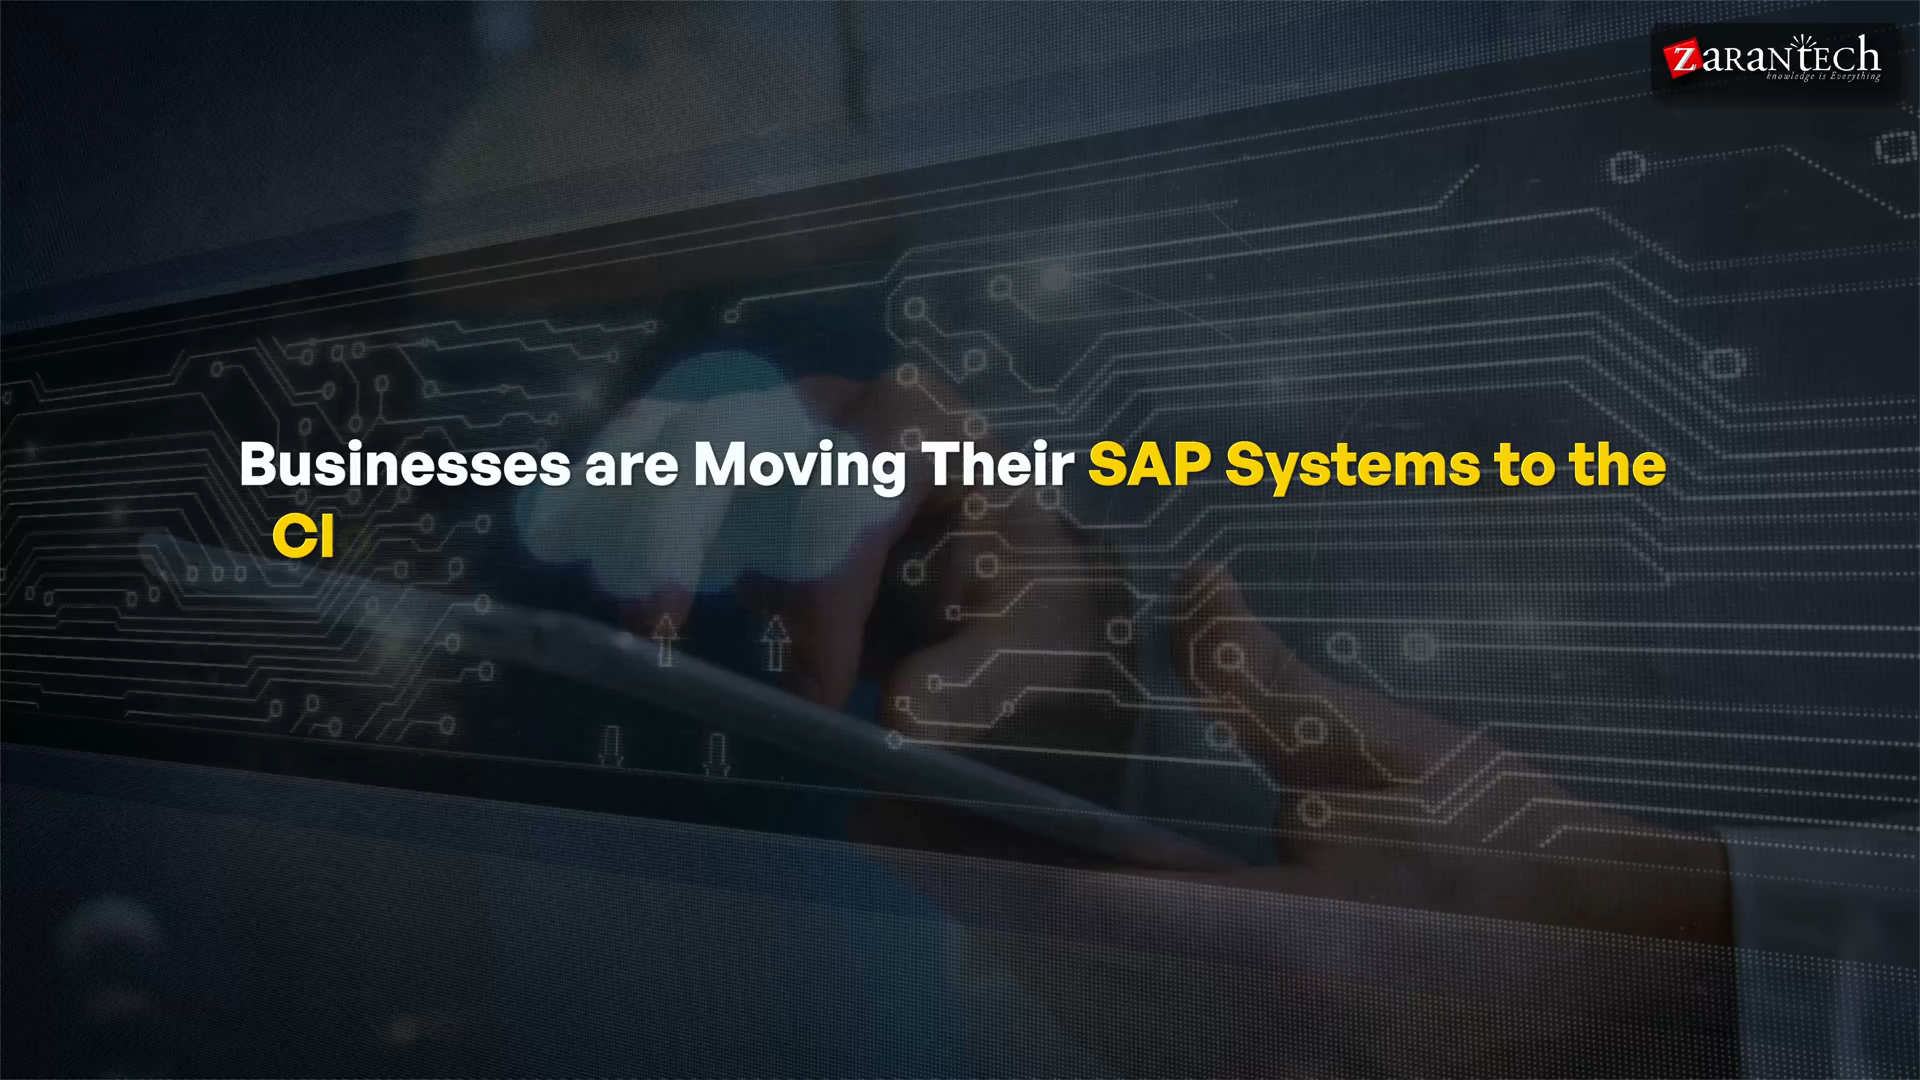 ZARANTECH
knowledge is Everything
Businesses are Moving Their SAP Systems to the
Cl